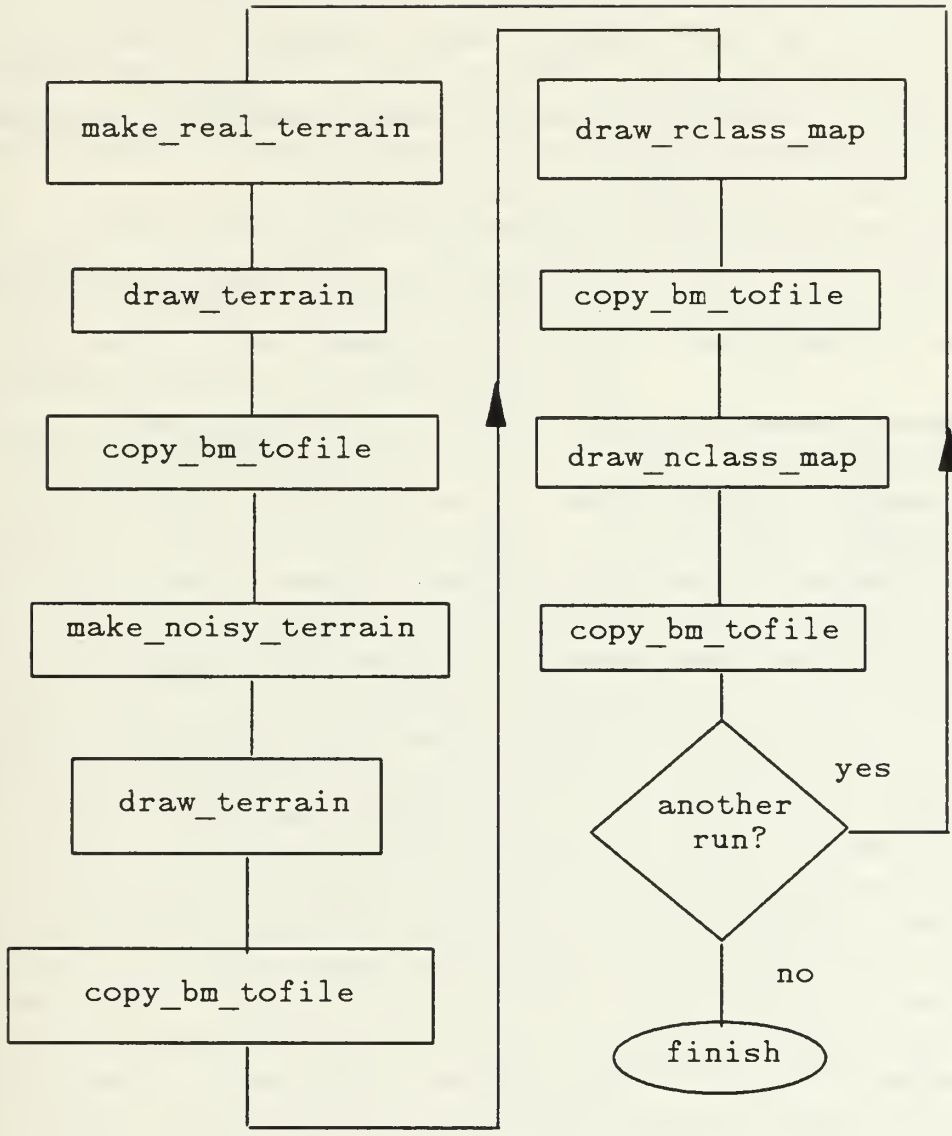 make_real_terrain
draw_terrain
copy_bm_tofile
make_noisy_terrain
draw_terrain
copy_bm_tofile
draw_rclass_map
copy_bm_tofile
draw_nclass_map
copy_bm_tofile
another
run?
yes
no
finish